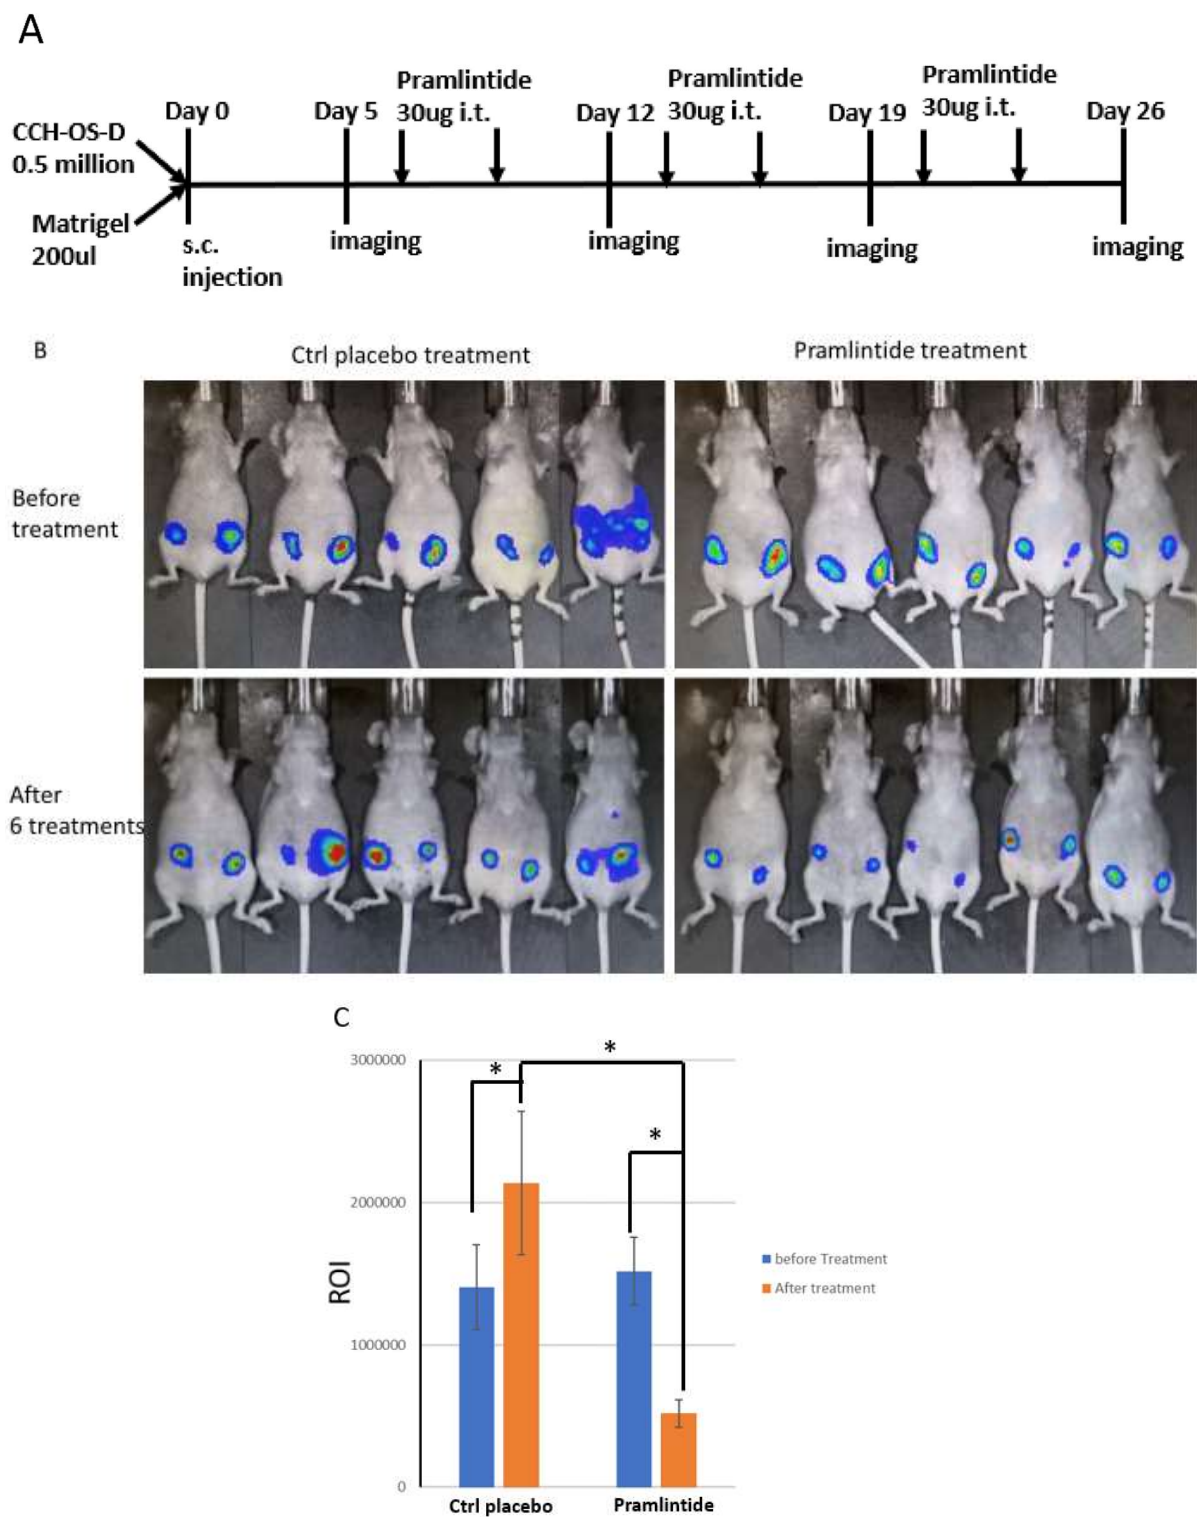 A
Day 0
Day 5
Pramlintide
30ug i.t.
Day 12
Pramlintide
30ug i.t.
Day 19
Pramlintide
30ug i.t.
Day 26
CCH-OS-D
0.5 million
Matrigel
200ul
s.c.
injection
imaging
imaging
imaging
imaging
B
Ctrl placebo treatment
Pramlintide treatment
Before
treatment
After
6 treatments
C
3000000
2000000
1000000
0
ROI
*
*
*
before Treatment
After treatment
Ctrl placebo
Pramlintide